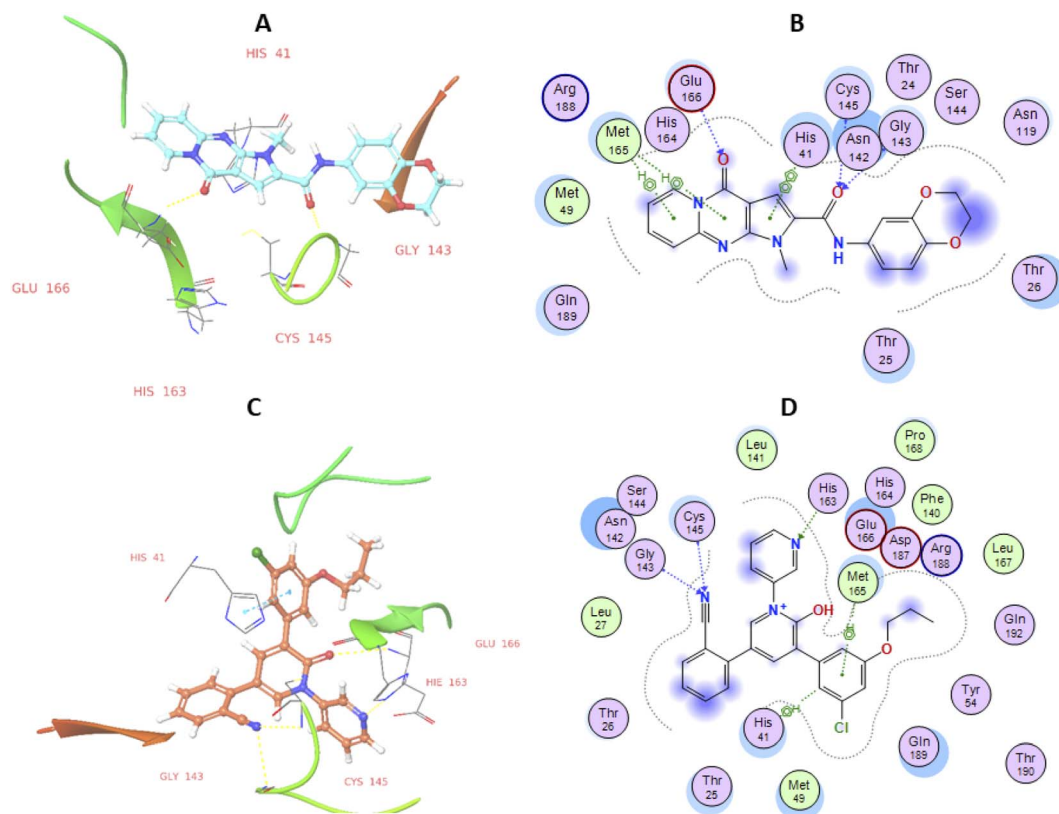 A
HIS 41
GLY 143
GLU 166
CYS 145
HIS 163
B
Arg
188
Glu
166
Met
165
His
164
Cys
145
Thr
24
Ser
144
Asn
119
His
41
Asn
142
Gly
143
Met
49
H
H
O
N
N
N
O
N
H
O
O
Thr
26
Gln
189
Thr
25
C
HIS 41
GLU 166
HIE 163
GLY 143
CYS 145
D
Leu
141
Pro
168
Ser
144
Asn
142
Gly
143
Cys
145
His
163
His
164
Glu
166
Phe
140
Asp
187
Arg
188
Leu
167
Met
165
Leu
27
N
N
N+
OH
H
O
Gln
192
Tyr
54
Thr
26
His
41
H
Cl
Gln
189
Thr
190
Thr
25
Met
49